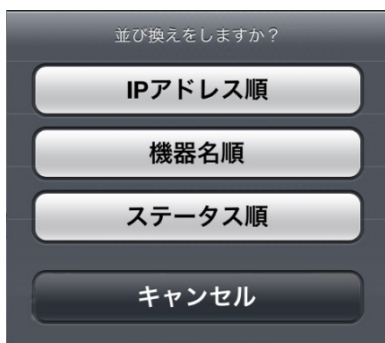 並び換えをしますか？
IPアドレス順
機器名順
ステータス順
キャンセル